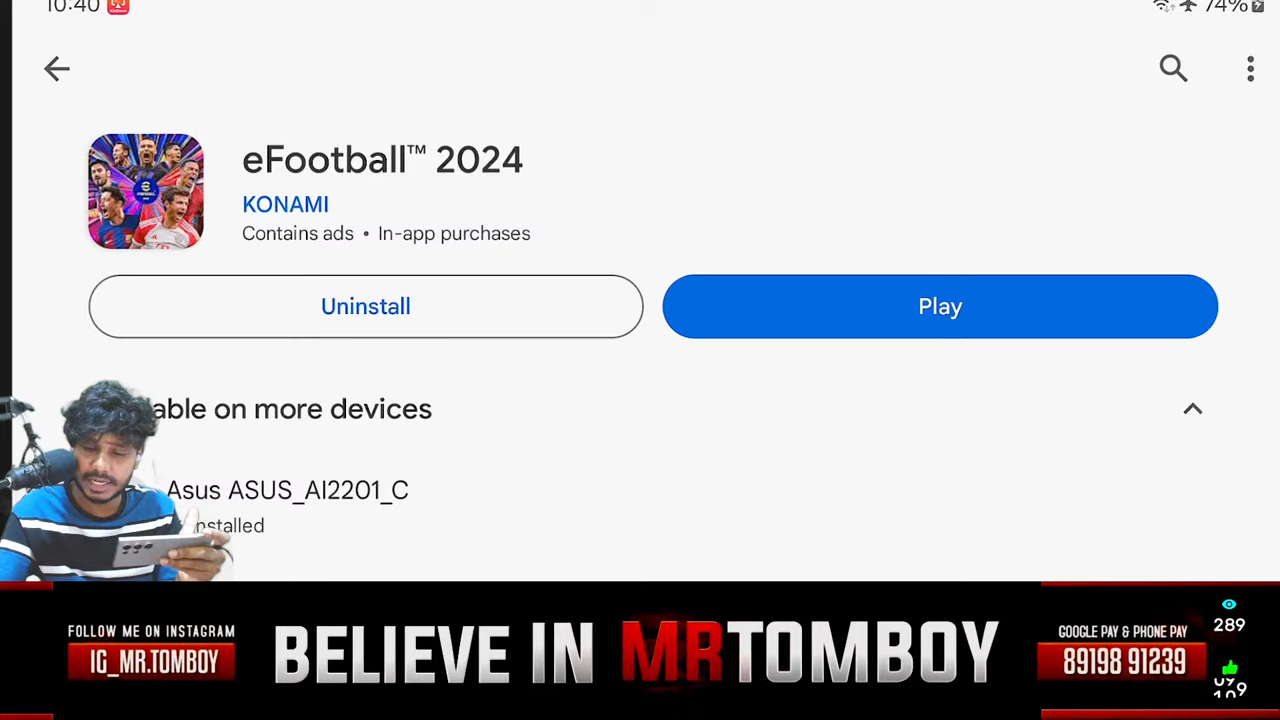 10:40
74%
eFootball™ 2024
KONAMI
Contains ads • In-app purchases
Uninstall
Play
able on more devices
Asus ASUS_AI2201_C
nstalled
FOLLOW ME ON INSTAGRAM
IG_MR.TOMBOY
BELIEVE IN MRTOMBOY
GOOGLE PAY & PHONE PAY
89198 91239
289